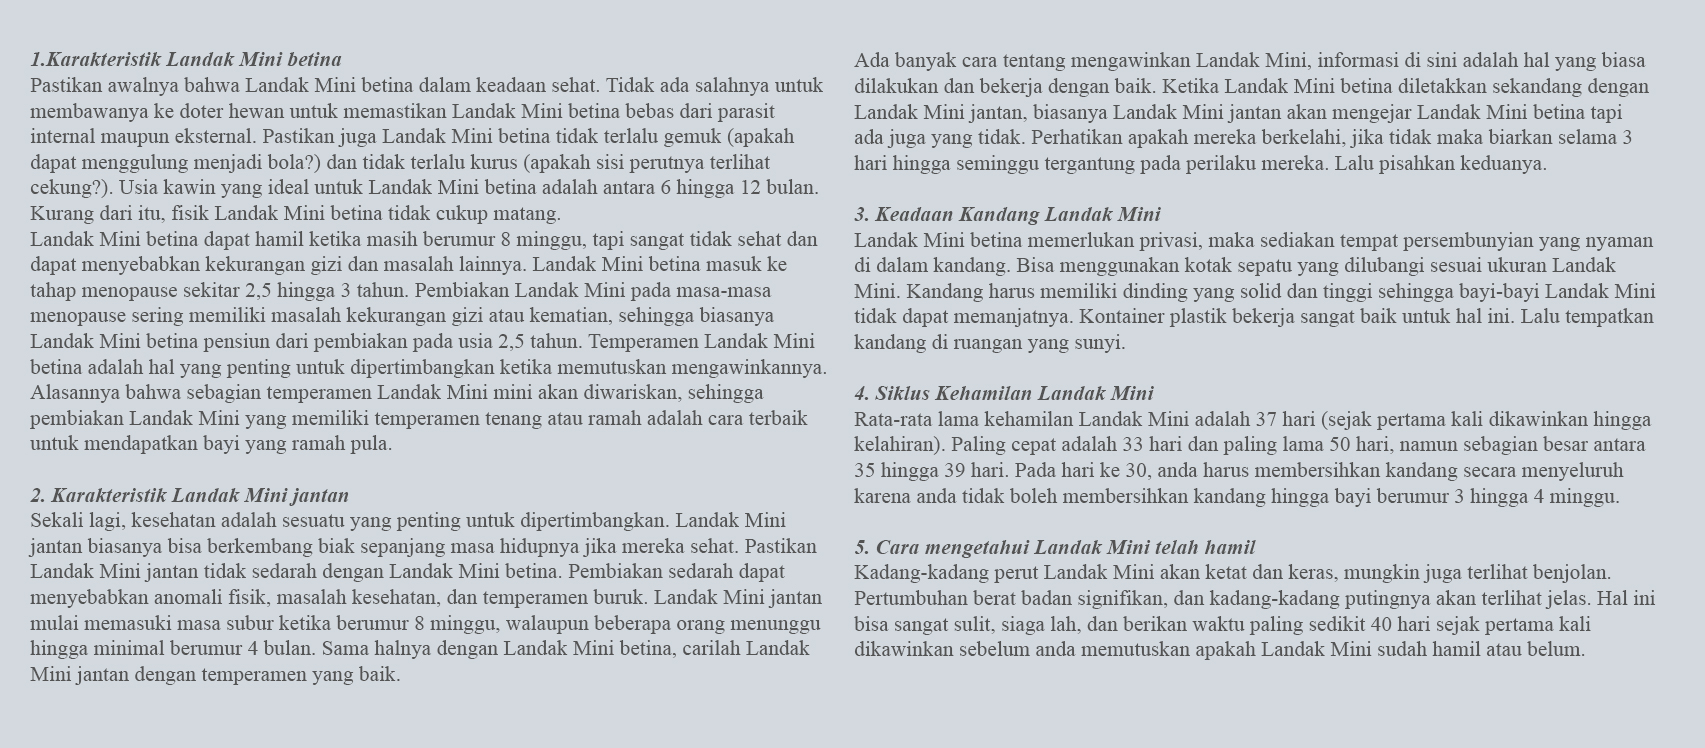 1.Karakteristik Landak Mini betina
Pastikan awalnya bahwa Landak Mini betina dalam keadaan sehat. Tidak ada salahnya untuk
membawanya ke doter hewan untuk memastikan Landak Mini betina bebas dari parasit
internal maupun eksternal. Pastikan juga Landak Mini betina tidak terlalu gemuk (apakah
dapat menggulung menjadi bola?) dan tidak terlalu kurus (apakah sisi perutnya terlihat
cekung?). Usia kawin yang ideal untuk Landak Mini betina adalah antara 6 hingga 12 bulan.
Kurang dari itu, fisik Landak Mini betina tidak cukup matang.
Landak Mini betina dapat hamil ketika masih berumur 8 minggu, tapi sangat tidak sehat dan
dapat menyebabkan kekurangan gizi dan masalah lainnya. Landak Mini betina masuk ke
tahap menopause sekitar 2,5 hingga 3 tahun. Pembiakan Landak Mini pada masa-masa
menopause sering memiliki masalah kekurangan gizi atau kematian, sehingga biasanya
Landak Mini betina pensiun dari pembiakan pada usia 2,5 tahun. Temperamen Landak Mini
betina adalah hal yang penting untuk dipertimbangkan ketika memutuskan mengawinkannya.
Alasannya bahwa sebagian temperamen Landak Mini mini akan diwariskan, sehingga
pembiakan Landak Mini yang memiliki temperamen tenang atau ramah adalah cara terbaik
untuk mendapatkan bayi yang ramah pula.
2. Karakteristik Landak Mini jantan
Sekali lagi, kesehatan adalah sesuatu yang penting untuk dipertimbangkan. Landak Mini
jantan biasanya bisa berkembang biak sepanjang masa hidupnya jika mereka sehat. Pastikan
Landak Mini jantan tidak sedarah dengan Landak Mini betina. Pembiakan sedarah dapat
menyebabkan anomali fisik, masalah kesehatan, dan temperamen buruk. Landak Mini jantan
mulai memasuki masa subur ketika berumur 8 minggu, walaupun beberapa orang menunggu
hingga minimal berumur 4 bulan. Sama halnya dengan Landak Mini betina, carilah Landak
Mini jantan dengan temperamen yang baik.
Ada banyak cara tentang mengawinkan Landak Mini, informasi di sini adalah hal yang biasa
dilakukan dan bekerja dengan baik. Ketika Landak Mini betina diletakkan sekandang dengan
Landak Mini jantan, biasanya Landak Mini jantan akan mengejar Landak Mini betina tapi
ada juga yang tidak. Perhatikan apakah mereka berkelahi, jika tidak maka biarkan selama 3
hari hingga seminggu tergantung pada perilaku mereka. Lalu pisahkan keduanya.
3. Keadaan Kandang Landak Mini
Landak Mini betina memerlukan privasi, maka sediakan tempat persembunyian yang nyaman
di dalam kandang. Bisa menggunakan kotak sepatu yang dilubangi sesuai ukuran Landak
Mini. Kandang harus memiliki dinding yang solid dan tinggi sehingga bayi-bayi Landak Mini
tidak dapat memanjatnya. Kontainer plastik bekerja sangat baik untuk hal ini. Lalu tempatkan
kandang di ruangan yang sunyi.
4. Siklus Kehamilan Landak Mini
Rata-rata lama kehamilan Landak Mini adalah 37 hari (sejak pertama kali dikawinkan hingga
kelahiran). Paling cepat adalah 33 hari dan paling lama 50 hari, namun sebagian besar antara
35 hingga 39 hari. Pada hari ke 30, anda harus membersihkan kandang secara menyeluruh
karena anda tidak boleh membersihkan kandang hingga bayi berumur 3 hingga 4 minggu.
5. Cara mengetahui Landak Mini telah hamil
Kadang-kadang perut Landak Mini akan ketat dan keras, mungkin juga terlihat benjolan.
Pertumbuhan berat badan signifikan, dan kadang-kadang putingnya akan terlihat jelas. Hal ini
bisa sangat sulit, siaga lah, dan berikan waktu paling sedikit 40 hari sejak pertama kali
dikawinkan sebelum anda memutuskan apakah Landak Mini sudah hamil atau belum.